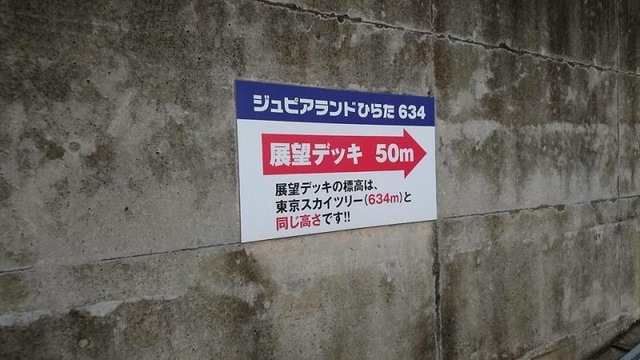 ジュピアランドひらた 634
展望デッキ 50m
展望デッキの標高は、
東京スカイツリー(634m)と
同じ高さです!!